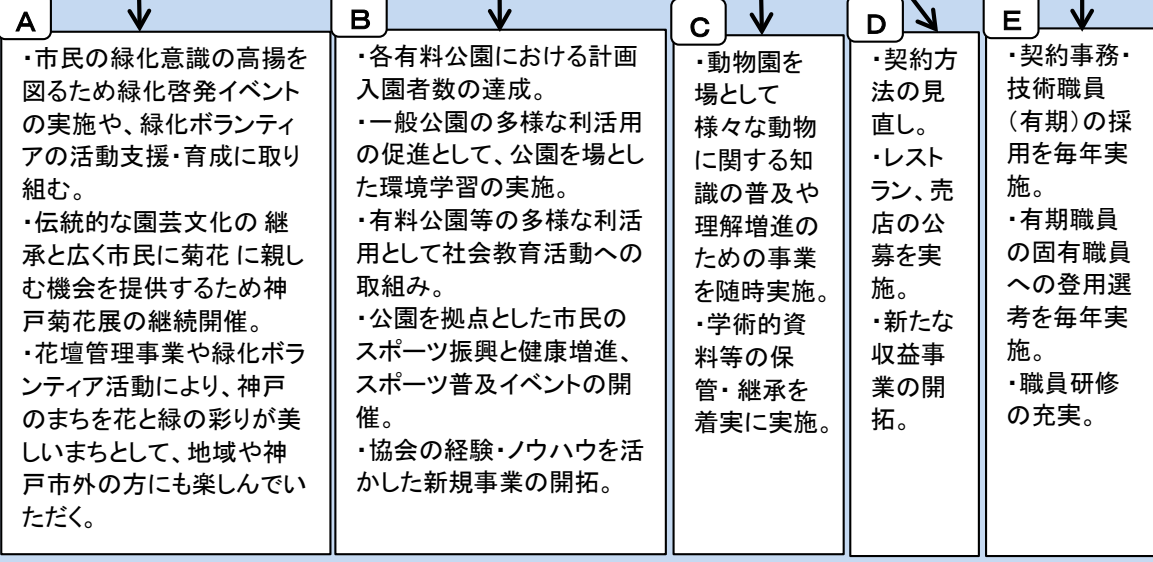 A
・市民の緑化意識の高揚を
図るため緑化啓発イベント
の実施や、緑化ボランティ
アの活動支援・育成に取り
組む。
・伝統的な園芸文化の 継
承と広く市民に菊花 に親し
む機会を提供するため神
戸菊花展の継続開催。
・花壇管理事業や緑化ボラ
ンティア活動により、神戸
のまちを花と緑の彩りが美
しいまちとして、地域や神
戸市外の方にも楽しんでい
ただく。
B
・各有料公園における計画
入園者数の達成。
・一般公園の多様な利活用
の促進として、公園を場とし
た環境学習の実施。
・有料公園等の多様な利活
用として社会教育活動への
取組み。
・公園を拠点とした市民の
スポーツ振興と健康増進、
スポーツ普及イベントの開
催。
・協会の経験・ノウハウを活
かした新規事業の開拓。
C
・動物園を
場として
様々な動物
に関する知
識の普及や
理解増進の
ための事業
を随時実施。
・学術的資
料等の保
管・ 継承を
着実に実施。
D
・契約方
法の見
直し。
・レスト
ラン、売
店の公
募を実
施。
・新たな
収益事
業の開
拓。
E
・契約事務・
技術職員
（有期）の採
用を毎年実
施。
・有期職員
の固有職員
への登用選
考を毎年実
施。
・職員研修
の充実。